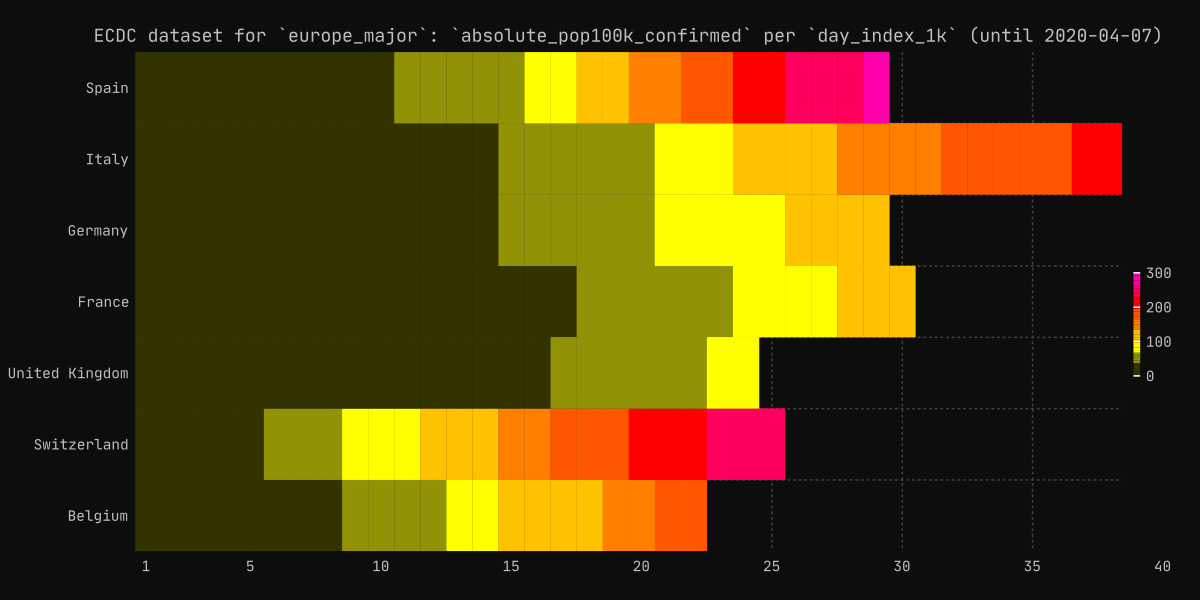 ECDC dataset for `europe_major`: `absolute_pop100k_confirmed` per `day_index_1k` (until 2020-04-07)
Spain
Italy
Germany
France
United Kingdom
Switzerland
Belgium
300
200
100
0
1 5 10 15 20 25 30 35 40